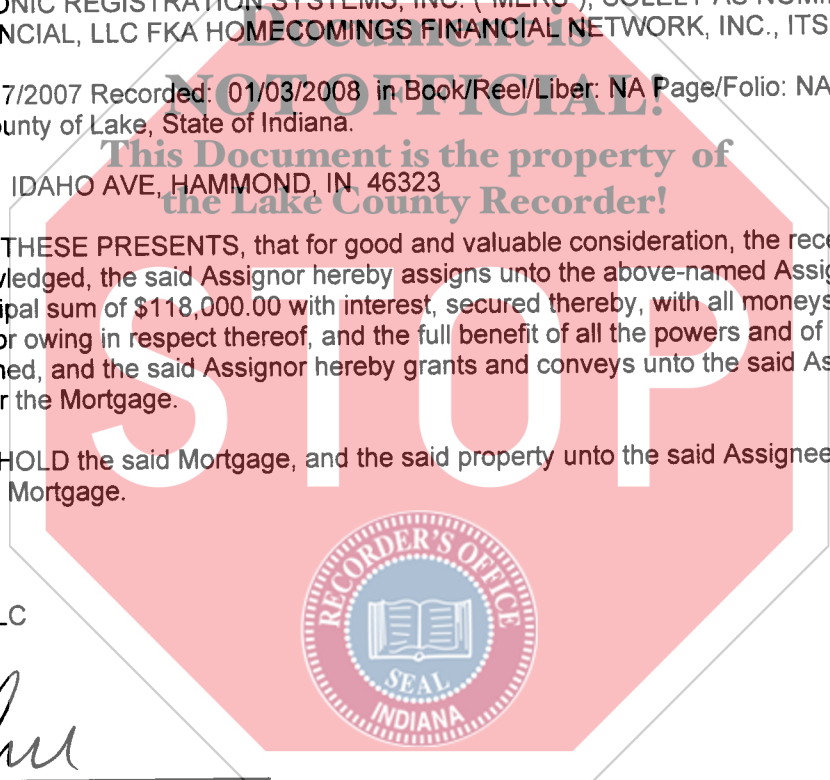 ONIC REGISTRATION SYSTEMS, INC. ("MERS"), SOLELY AS NOMIN
NCIAL, LLC FKA HOMECOMINGS FINANCIAL NETWORK, INC., ITS
Document is
7/2007 Recorded: 01/03/2008 in Book/Reel/Liber: NA Page/Folio: NA
NOT OFFICIAL!
ounty of Lake, State of Indiana.
This Document is the property of
IDAHO AVE, HAMMOND, IN 46323
the Lake County Recorder!
THESE PRESENTS, that for good and valuable consideration, the rece
vledged, the said Assignor hereby assigns unto the above-named Assig
ipal sum of $118,000.00 with interest, secured thereby, with all moneys
or owing in respect thereof, and the full benefit of all the powers and of
ned, and the said Assignor hereby grants and conveys unto the said As
r the Mortgage.
STOP
HOLD the said Mortgage, and the said property unto the said Assignee
Mortgage.
RECORDER'S OFFICE
SEAL
INDIANA
LC